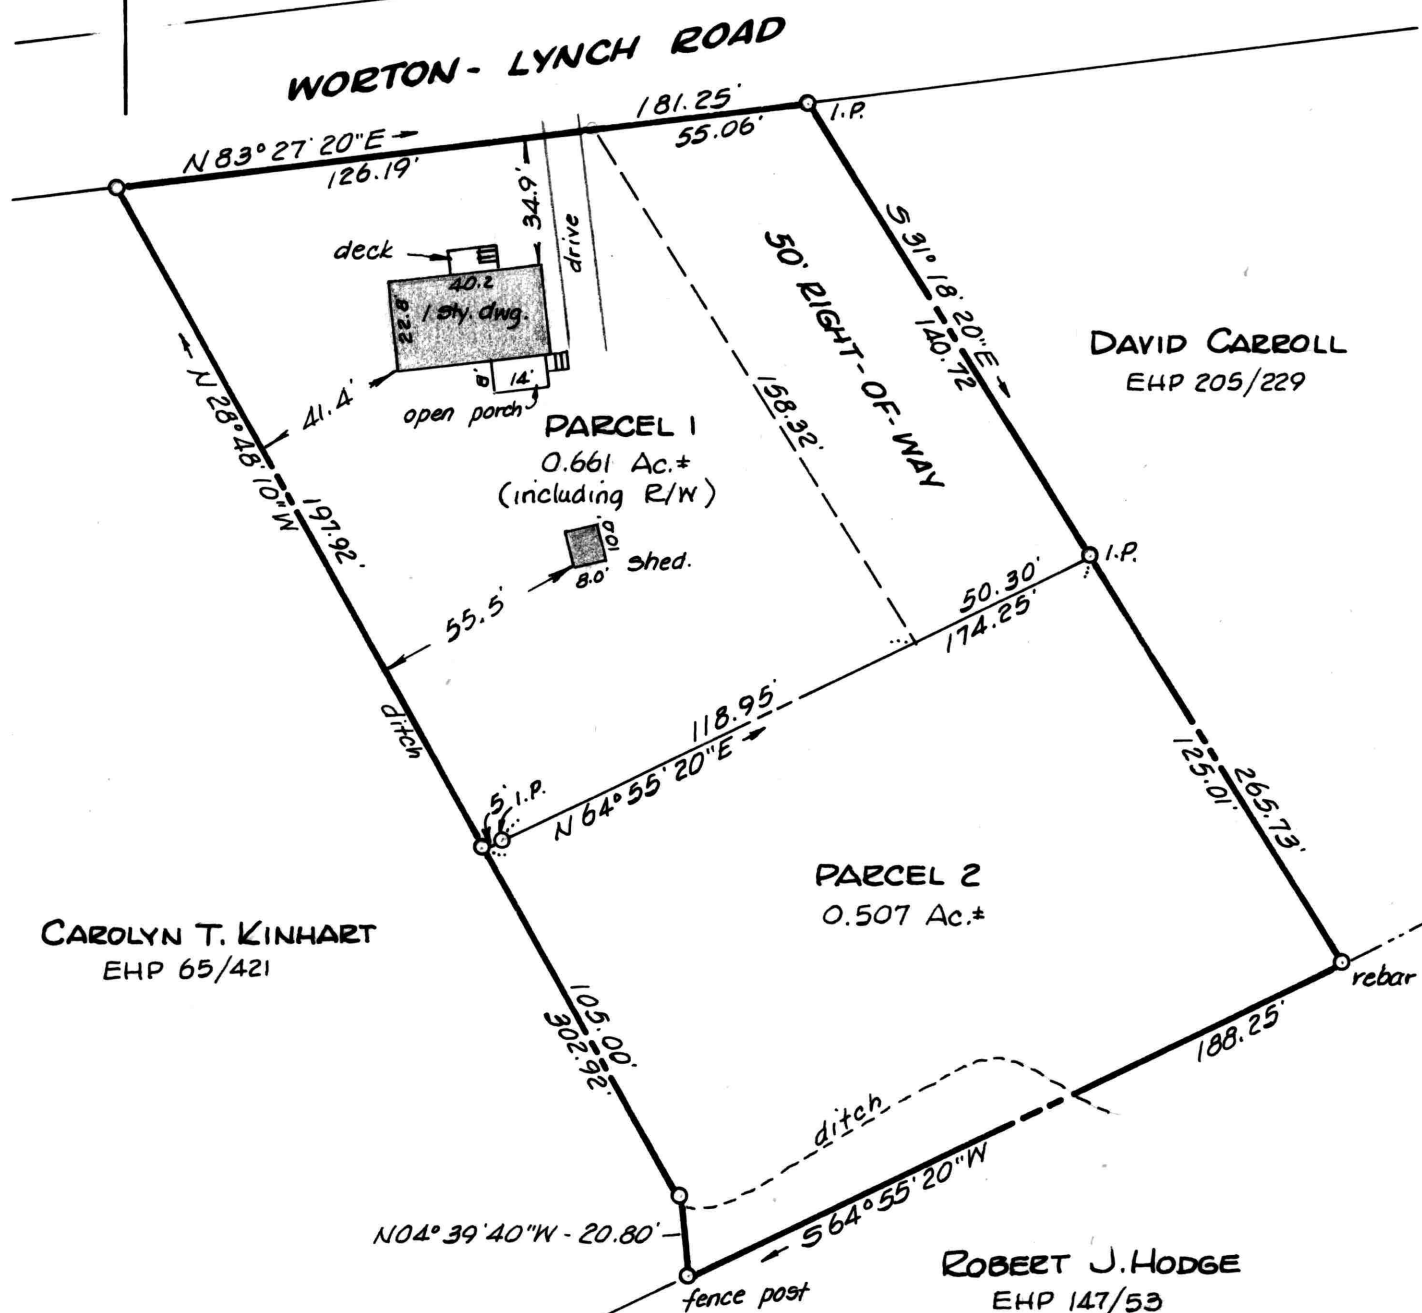 WORTON - LYNCH ROAD
181.25'
I.P.
N 83° 27' 20" E
55.06'
126.19'
34.9'
drive
deck
40.2
1 sty. dwg.
22.8'
8'
14'
open porch
41.4'
S 31° 18' 20" E
140.72
50' RIGHT-OF-WAY
158.32'
DAVID CARROLL
EHP 205/229
N 28° 48' 10" W
197.92'
PARCEL 1
0.661 Ac.±
(including R/W)
10.0'
shed.
8.0'
55.5'
I.P.
50.30'
174.25'
ditch
118.95'
N 64° 55' 20" E
5'
I.P.
265.73'
125.01'
PARCEL 2
0.507 Ac.±
CAROLYN T. KINHART
EHP 65/421
rebar
105.00'
302.92'
188.25'
ditch
S 64° 55' 20" W
N04° 39' 40" W - 20.80'
fence post
ROBERT J. HODGE
EHP 147/53